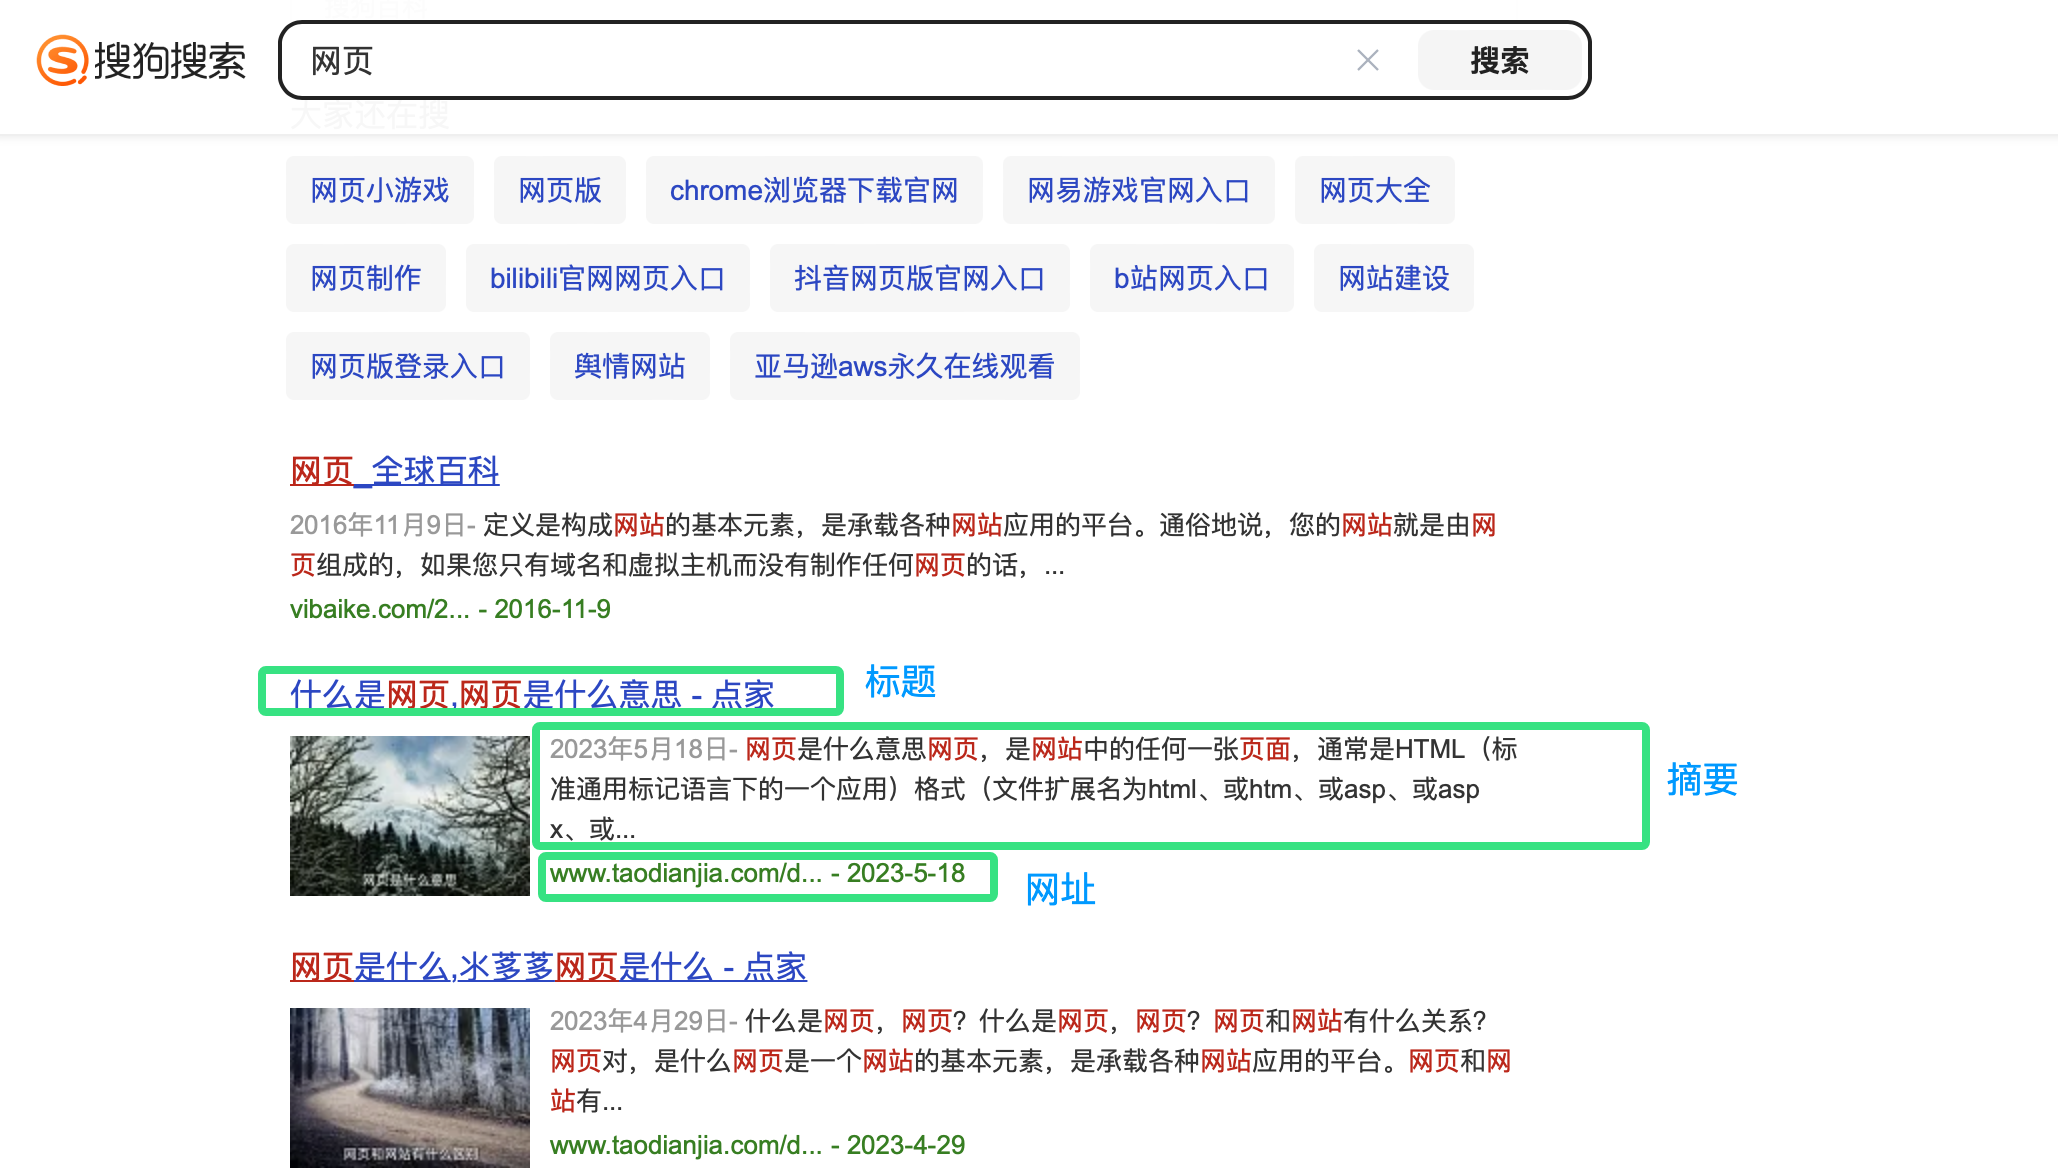 搜狗搜索
网页
搜索
大家还在搜
网页小游戏
网页版
chrome浏览器下载官网
网易游戏官网入口
网页大全
网页制作
bilibili官网网页入口
抖音网页版官网入口
b站网页入口
网站建设
网页版登录入口
舆情网站
亚马逊aws永久在线观看
网页_全球百科
2016年11月9日- 定义是构成网站的基本元素，是承载各种网站应用的平台。通俗地说，您的网站就是由网
页组成的，如果您只有域名和虚拟主机而没有制作任何网页的话，...
vibaike.com/2... - 2016-11-9
什么是网页,网页是什么意思 - 点家
标题
2023年5月18日- 网页是什么意思网页，是网站中的任何一张页面，通常是HTML（标
准通用标记语言下的一个应用）格式（文件扩展名为html、或htm、或asp、或asp
x、或...
摘要
网页是什么意思
www.taodianjia.com/d... - 2023-5-18
网址
网页是什么,氺爹爹网页是什么 - 点家
2023年4月29日- 什么是网页，网页？什么是网页，网页？网页和网站有什么关系？
网页对，是什么网页是一个网站的基本元素，是承载各种网站应用的平台。网页和网
站有...
网页和网站有什么区别
www.taodianjia.com/d... - 2023-4-29